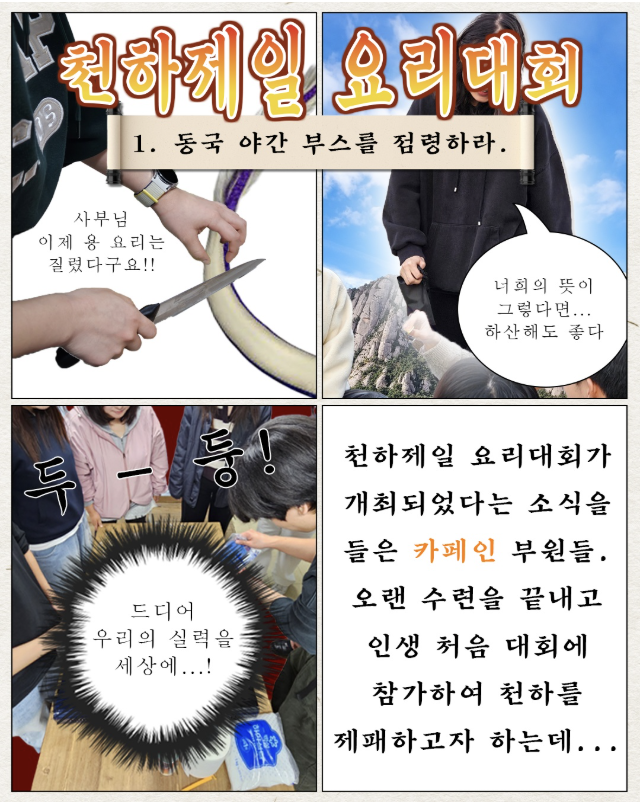 천하제일 요리대회
1. 동국 야간 부스를 점령하라.
사부님
이제 용 요리는
질렸다구요!!
너희의 뜻이
그렇다면...
하산해도 좋다
두 - 둥!
드디어
우리의 실력을
세상에...!
천하제일 요리대회가
개최되었다는 소식을
들은 카페인 부원들.
오랜 수련을 끝내고
인생 처음 대회에
참가하여 천하를
제패하고자 하는데...